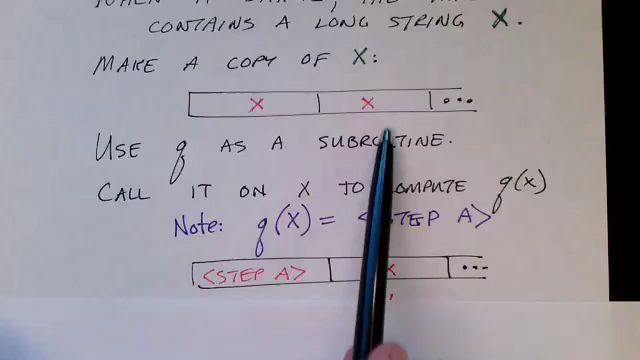 CONTAINS A LONG STRING X.
MAKE A COPY OF X:
X X ...
USE q AS A SUBROUTINE.
CALL IT ON X TO COMPUTE q(X)
Note: q(X) = <STEP A>
<STEP A> X ...